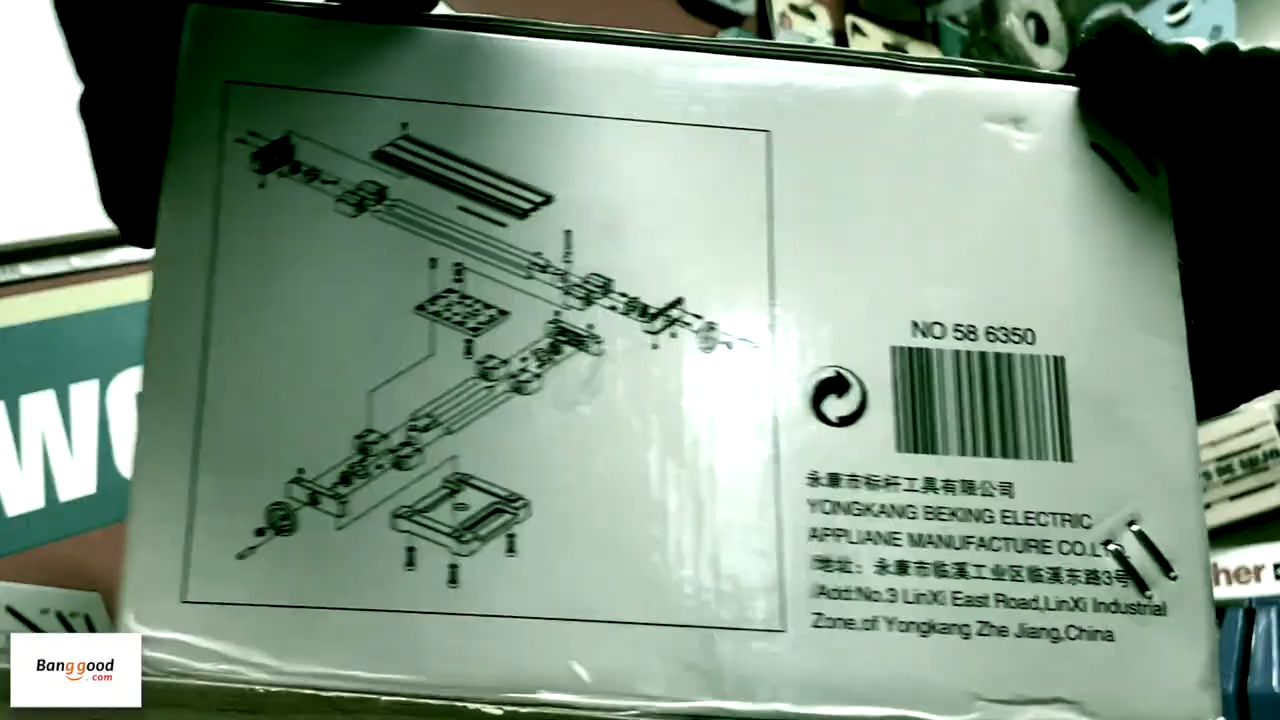 NO 58 6350
永康市标杆工具有限公司
YONGKANG BEKING ELECTRIC
APPLIANE MANUFACTURE CO.LT
地址：永康市临溪工业区临溪东路3号
/Add:No.3 LinXi East Road,LinXi Industrial
Zone,of Yongkang Zhe Jiang,China
WO
her
Banggood
.com